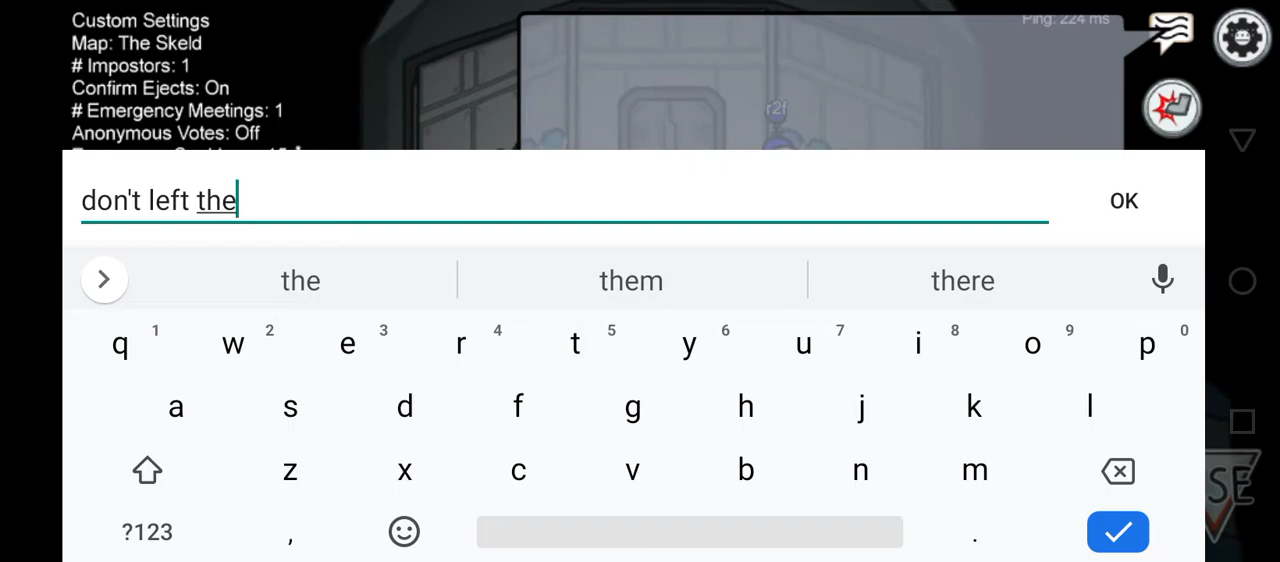 Custom Settings
Map: The Skeld
# Impostors: 1
Confirm Ejects: On
# Emergency Meetings: 1
Anonymous Votes: Off
Ping: 224 ms
r2f
don't left the
OK
the them there
q 1 w 2 e 3 r 4 t 5 y 6 u 7 i 8 o 9 p 0
a s d f g h j k l
z x c v b n m
?123 , .